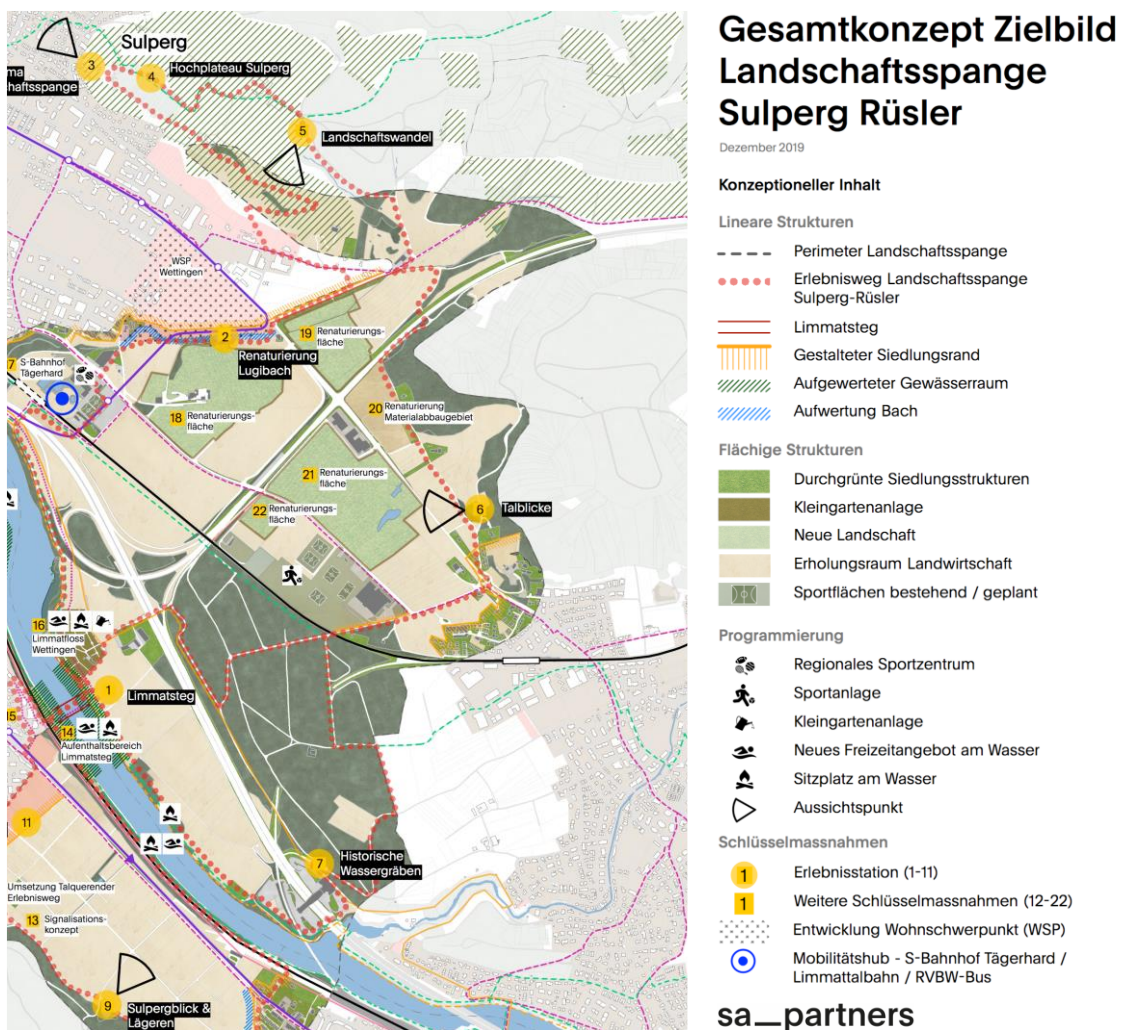 Sulperg
3
4
Hochplateau Sulperg
ma
haftsspange
5
Landschaftswandel
WSP
Wettingen
2
Renaturierung
Lugibach
19 Renaturierungs-
fläche
7 S-Bahnhof
Tägerhard
18 Renaturierungs-
fläche
20 Renaturierung
Materialabbaugebiet
21 Renaturierungs-
fläche
22 Renaturierungs-
fläche
6
Talblicke
16
Limmatfloss
Wettingen
1
Limmatsteg
15
14
Aufenthaltsbereich
Limmatsteg
11
7
Historische
Wassergräben
Umsetzung Talquerender
Erlebnisweg
13 Signalisations-
konzept
9
Sulpergblick &
Lägeren
Gesamtkonzept Zielbild
Landschaftsspange
Sulperg Rüsler
Dezember 2019
Konzeptioneller Inhalt
Lineare Strukturen
Perimeter Landschaftsspange
Erlebnisweg Landschaftsspange
Sulperg-Rüsler
Limmatsteg
Gestalteter Siedlungsrand
Aufgewerteter Gewässerraum
Aufwertung Bach
Flächige Strukturen
Durchgrünte Siedlungsstrukturen
Kleingartenanlage
Neue Landschaft
Erholungsraum Landwirtschaft
Sportflächen bestehend / geplant
Programmierung
Regionales Sportzentrum
Sportanlage
Kleingartenanlage
Neues Freizeitangebot am Wasser
Sitzplatz am Wasser
Aussichtspunkt
Schlüsselmassnahmen
1 Erlebnisstation (1-11)
1 Weitere Schlüsselmassnahmen (12-22)
Entwicklung Wohnschwerpunkt (WSP)
Mobilitätshub - S-Bahnhof Tägerhard /
Limmattalbahn / RVBW-Bus
sa_partners